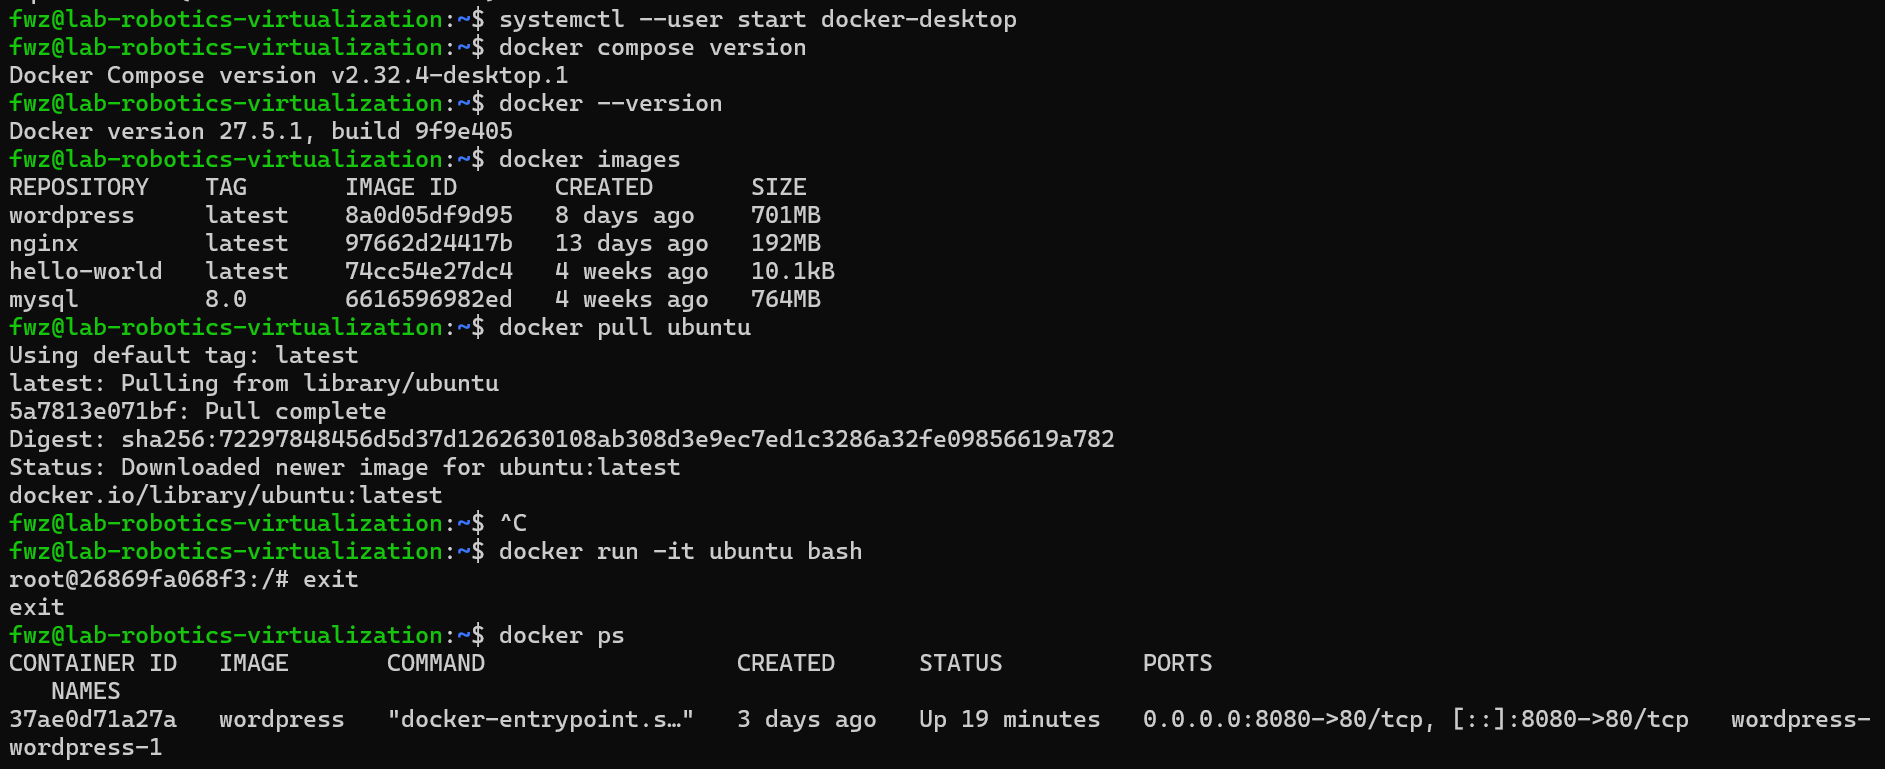 fwz@lab-robotics-virtualization:~$ systemctl --user start docker-desktop
fwz@lab-robotics-virtualization:~$ docker compose version
Docker Compose version v2.32.4-desktop.1
fwz@lab-robotics-virtualization:~$ docker --version
Docker version 27.5.1, build 9f9e405
fwz@lab-robotics-virtualization:~$ docker images
REPOSITORY    TAG       IMAGE ID       CREATED       SIZE
wordpress     latest    8a0d05df9d95   8 days ago    701MB
nginx         latest    97662d24417b   13 days ago   192MB
hello-world   latest    74cc54e27dc4   4 weeks ago   10.1kB
mysql         8.0       6616596982ed   4 weeks ago   764MB
fwz@lab-robotics-virtualization:~$ docker pull ubuntu
Using default tag: latest
latest: Pulling from library/ubuntu
5a7813e071bf: Pull complete
Digest: sha256:72297848456d5d37d1262630108ab308d3e9ec7ed1c3286a32fe09856619a782
Status: Downloaded newer image for ubuntu:latest
docker.io/library/ubuntu:latest
fwz@lab-robotics-virtualization:~$ ^C
fwz@lab-robotics-virtualization:~$ docker run -it ubuntu bash
root@26869fa068f3:/# exit
exit
fwz@lab-robotics-virtualization:~$ docker ps
CONTAINER ID   IMAGE       COMMAND                  CREATED      STATUS          PORTS
   NAMES
37ae0d71a27a   wordpress   "docker-entrypoint.s…"   3 days ago   Up 19 minutes   0.0.0.0:8080->80/tcp, [::]:8080->80/tcp   wordpress-
wordpress-1